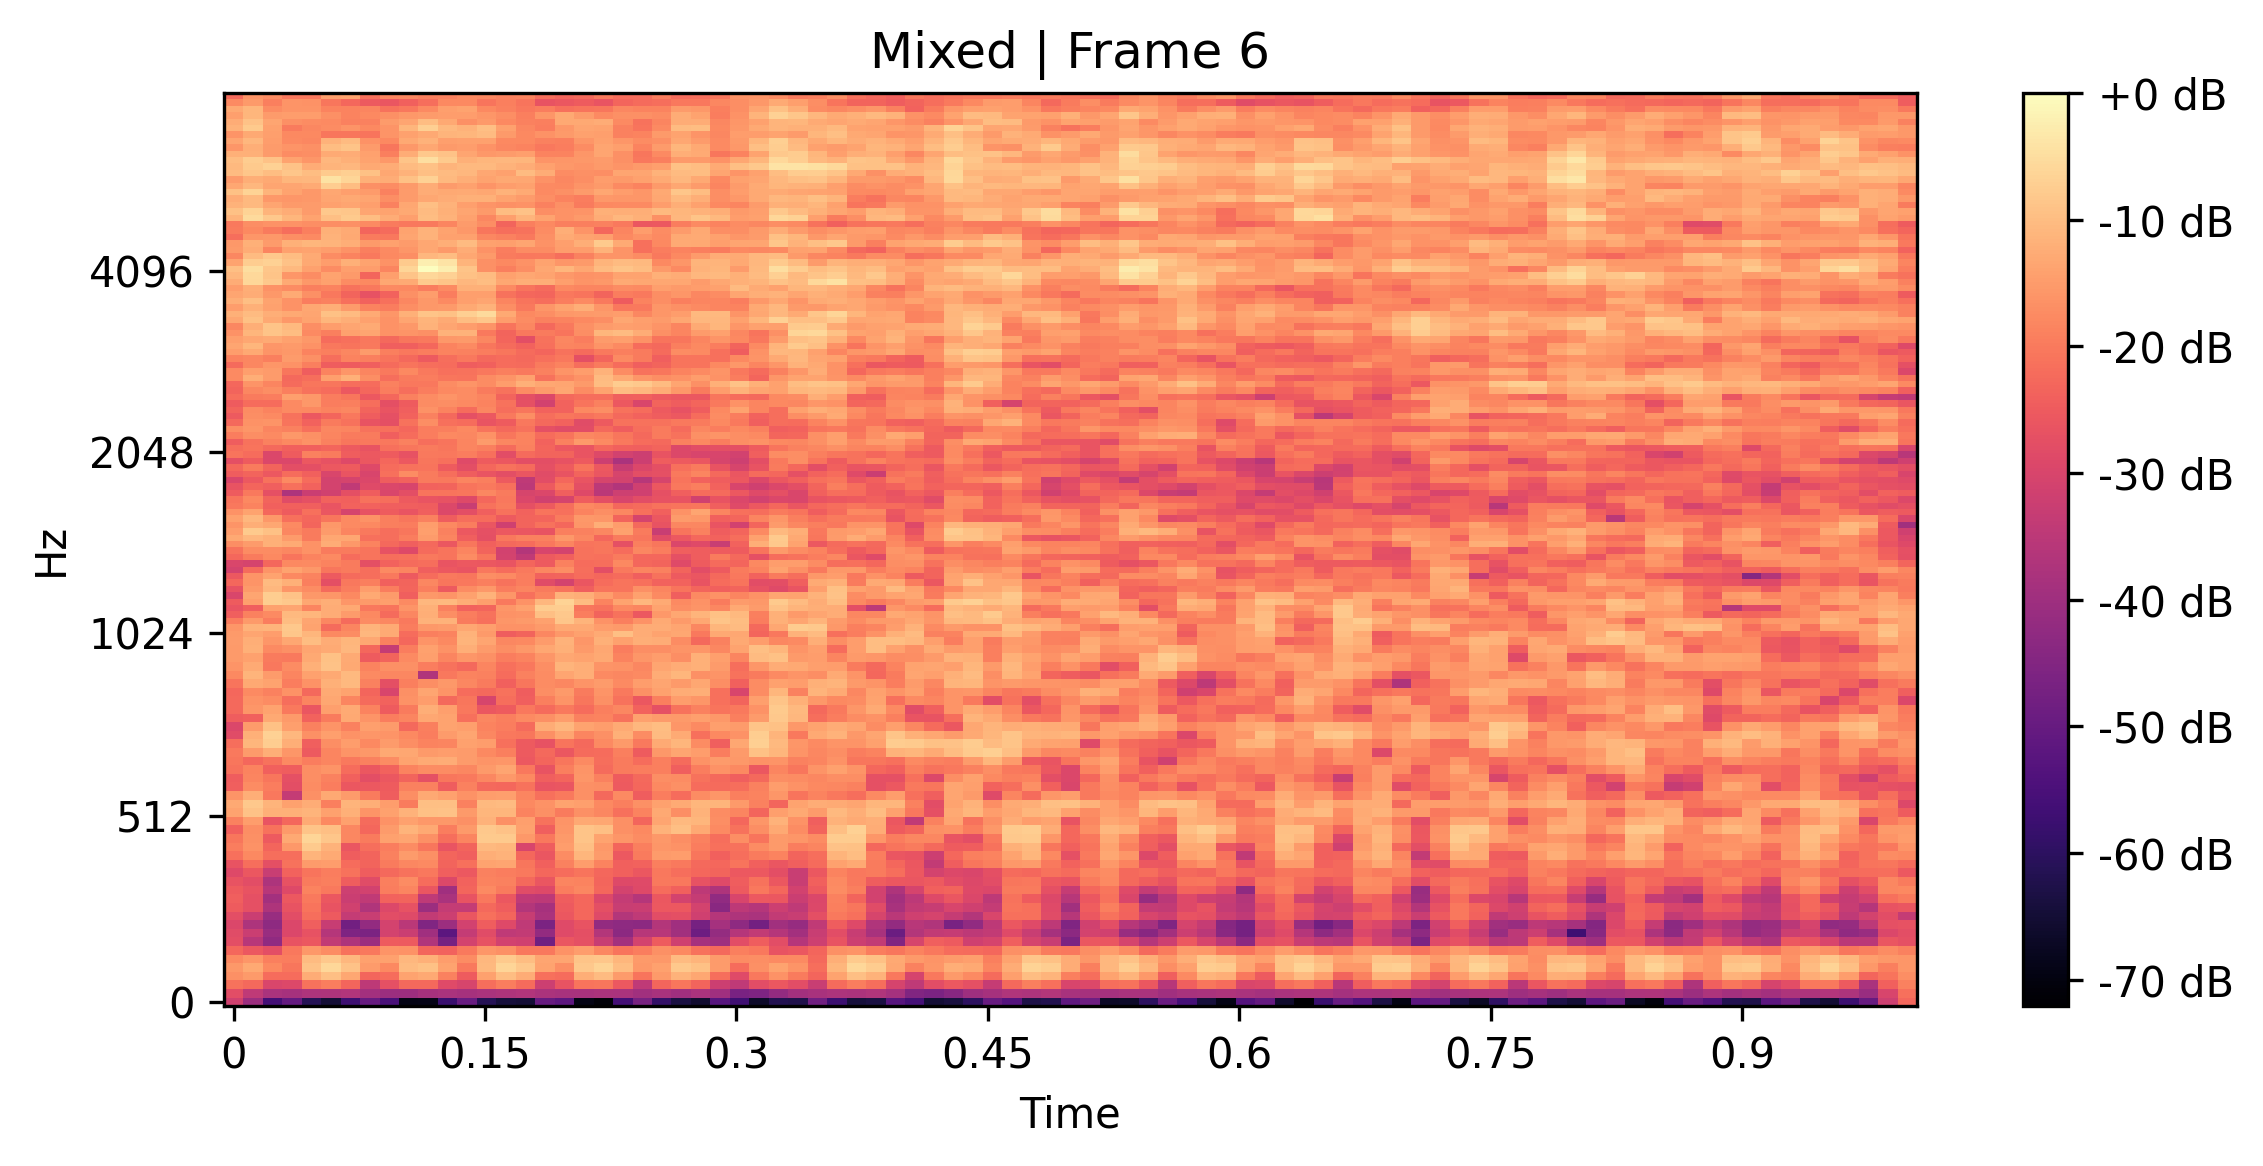 Mixed | Frame 6
+0 dB
-10 dB
-20 dB
-30 dB
-40 dB
-50 dB
-60 dB
-70 dB
Hz
4096
2048
1024
512
0
0 0.15 0.3 0.45 0.6 0.75 0.9
Time